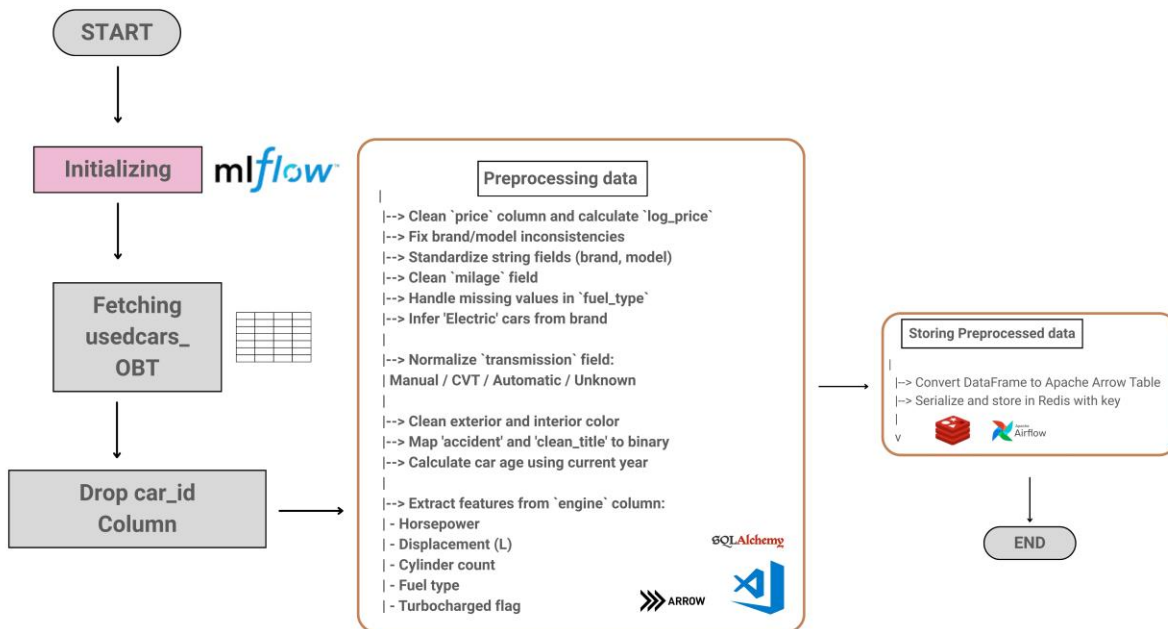 START
Initializing
mlflow™
Fetching
usedcars_
OBT
Drop car_id
Column
Preprocessing data
|
|--> Clean `price` column and calculate `log_price`
|--> Fix brand/model inconsistencies
|--> Standardize string fields (brand, model)
|--> Clean `milage` field
|--> Handle missing values in `fuel_type`
|--> Infer 'Electric' cars from brand
|
|--> Normalize `transmission` field:
| Manual / CVT / Automatic / Unknown
|
|--> Clean exterior and interior color
|--> Map 'accident' and 'clean_title' to binary
|--> Calculate car age using current year
|
|--> Extract features from `engine` column:
| - Horsepower
| - Displacement (L)
| - Cylinder count
| - Fuel type
| - Turbocharged flag
SQLAlchemy
ARROW
Storing Preprocessed data
|
|--> Convert DataFrame to Apache Arrow Table
|--> Serialize and store in Redis with key
|
v
Apache
Airflow
END